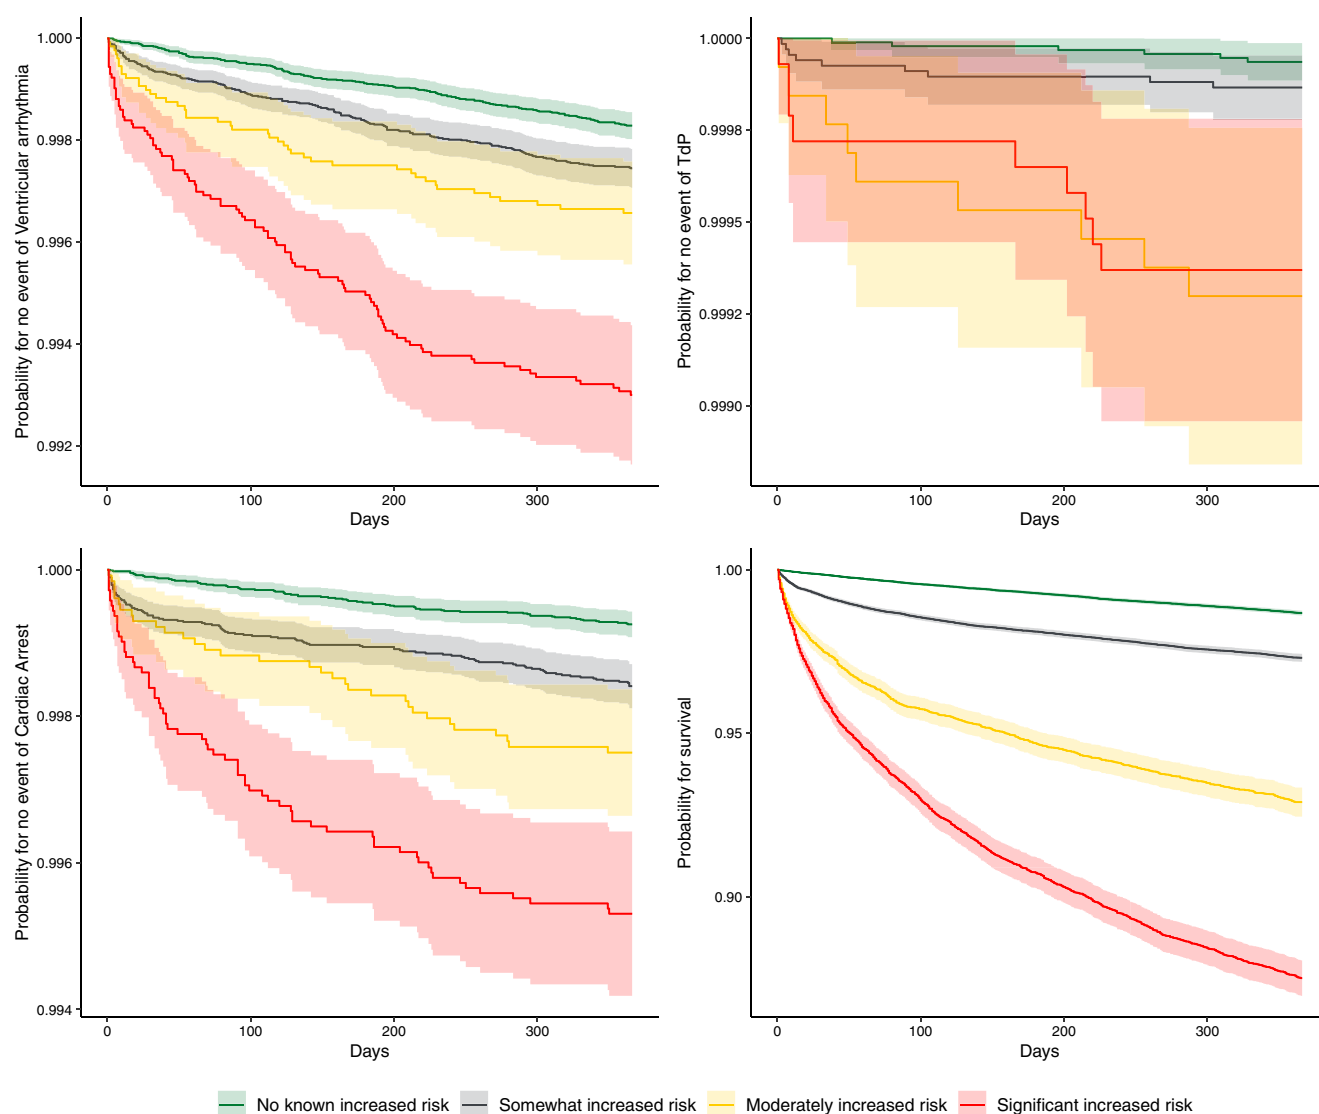 Probability for no event of Ventricular arrhythmia
1.000
0.998
0.996
0.994
0.992
0
100
200
300
Days
Probability for no event of TdP
1.0000
0.9998
0.9995
0.9992
0.9990
0
100
200
300
Days
Probability for no event of Cardiac Arrest
1.000
0.998
0.996
0.994
0
100
200
300
Days
Probability for survival
1.00
0.95
0.90
0
100
200
300
Days
No known increased risk
Somewhat increased risk
Moderately increased risk
Significant increased risk